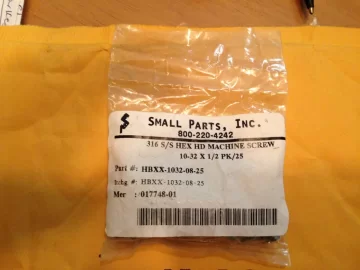 SMALL PARTS, INC.
800-220-4242
316 S/S HEX HD MACHINE SCREW
10-32 X 1/2 PK/25
Part #: HBXX-1032-08-25
HBXX-1032-08-25
Mer : 017748-01